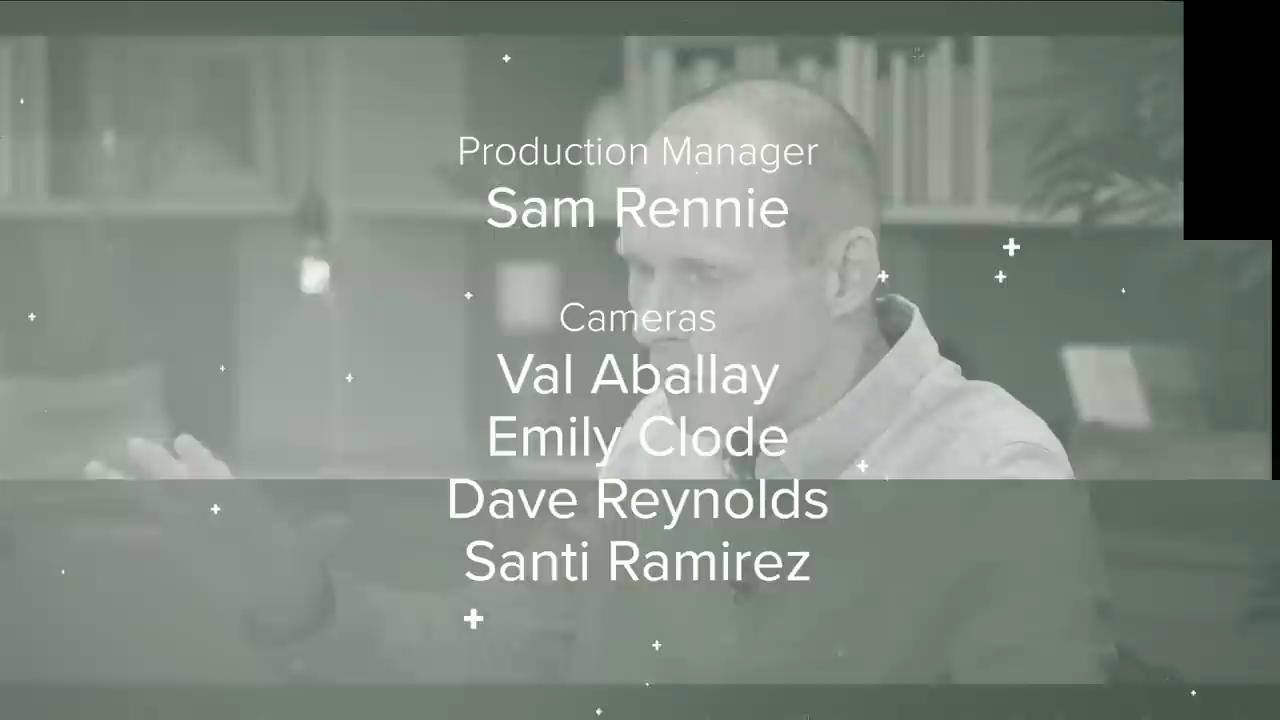 Production Manager
Sam Rennie
Cameras
Val Aballay
Emily Clode
Dave Reynolds
Santi Ramirez